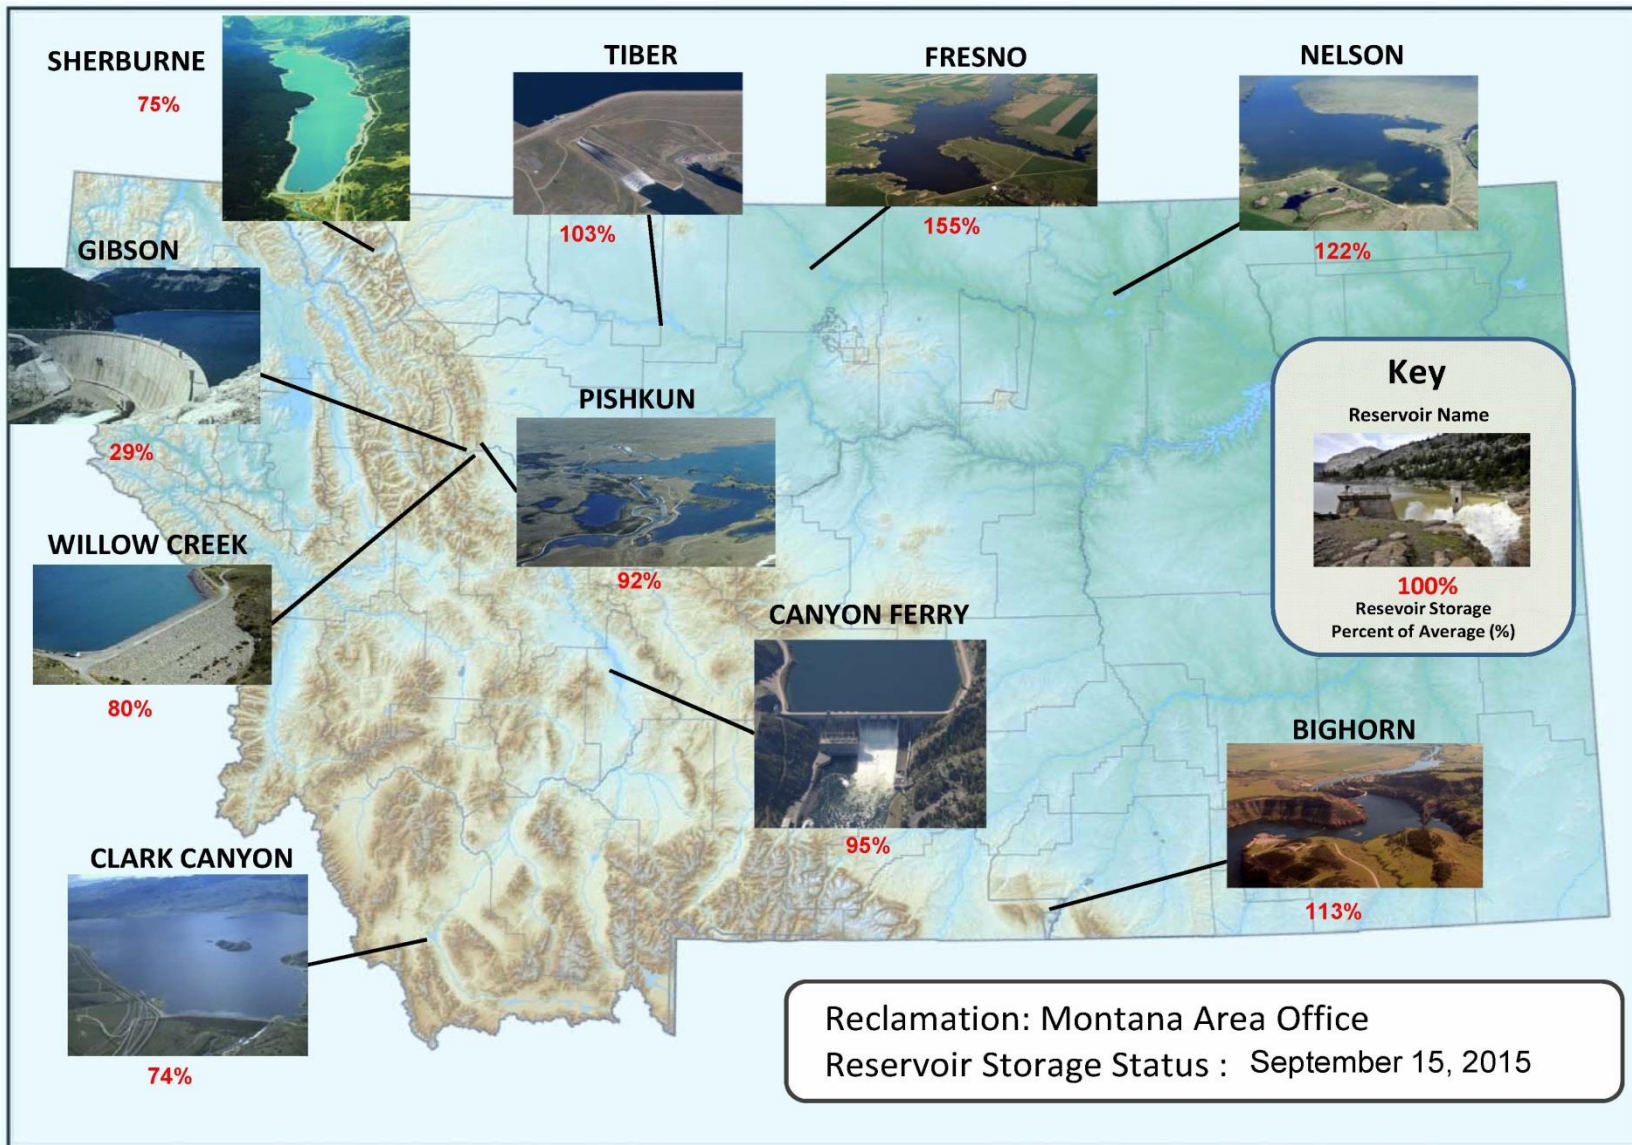 SHERBURNE
75%
TIBER
103%
FRESNO
155%
NELSON
122%
GIBSON
29%
PISHKUN
92%
WILLOW CREEK
80%
CANYON FERRY
95%
CLARK CANYON
74%
BIGHORN
113%
Key
Reservoir Name
100%
Resevoir Storage
Percent of Average (%)
Reclamation: Montana Area Office
Reservoir Storage Status : September 15, 2015